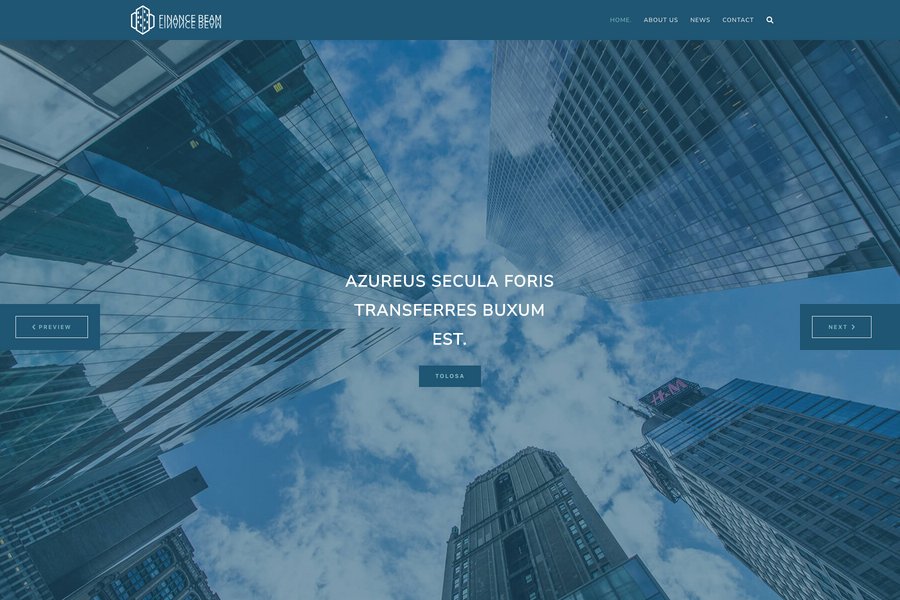 FINANCE BEAM
HOME
ABOUT US
NEWS
CONTACT
AZUREUS SECULA FORIS
TRANSFERRES BUXUM
EST.
PREVIEW
NEXT
TOLOSA
H&M